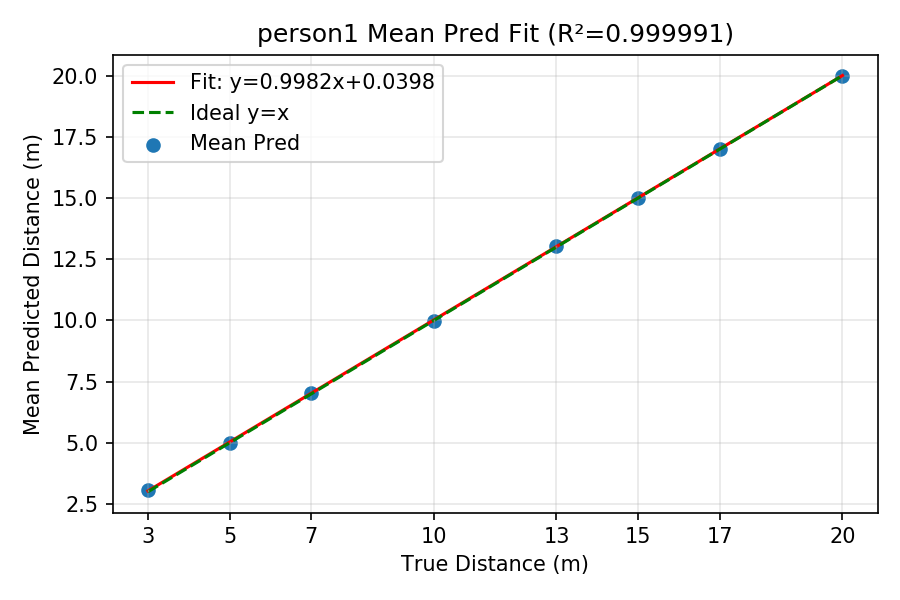 person1 Mean Pred Fit (R²=0.999991)
Fit: y=0.9982x+0.0398
Ideal y=x
Mean Pred
Mean Predicted Distance (m)
20.0
17.5
15.0
12.5
10.0
7.5
5.0
2.5
3 5 7 10 13 15 17 20
True Distance (m)